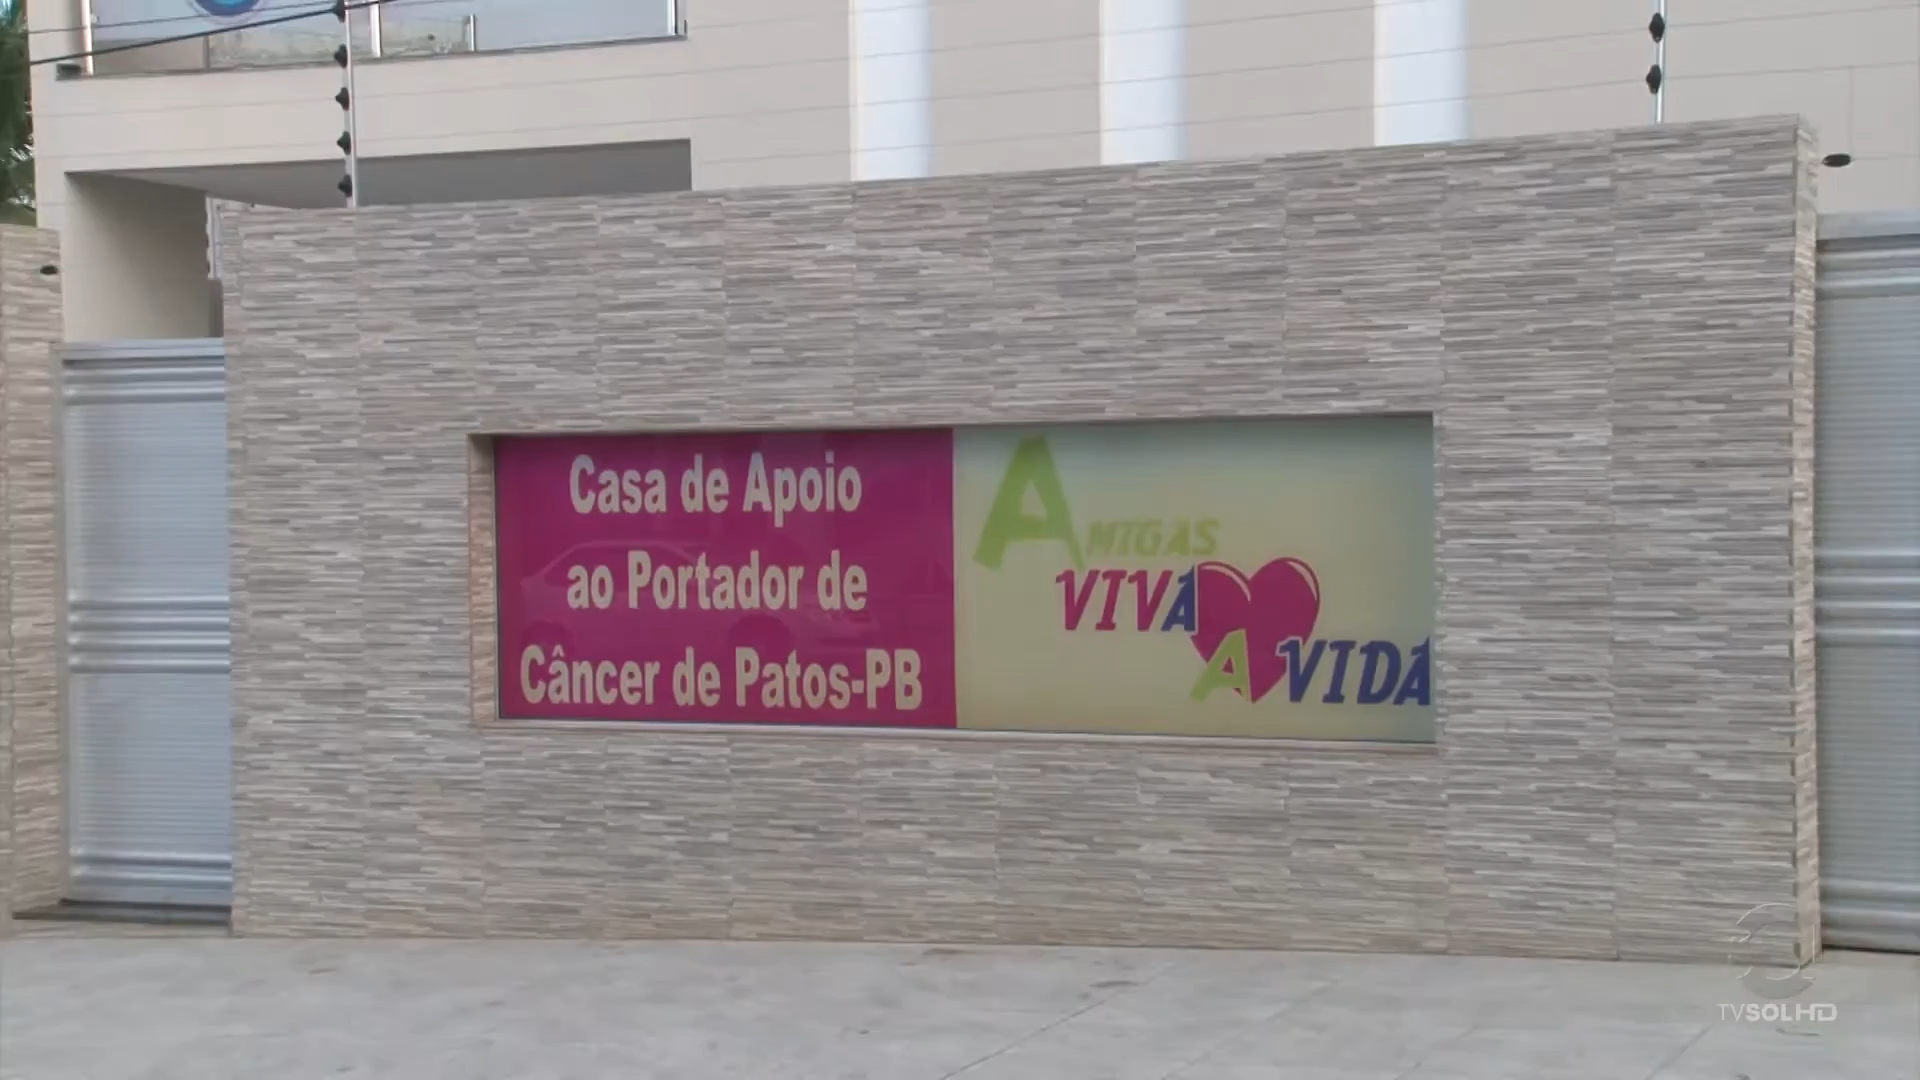 Casa de Apoio
ao Portador de
Câncer de Patos-PB
AMIGAS
VIVA
A VIDA
TVSOLHD